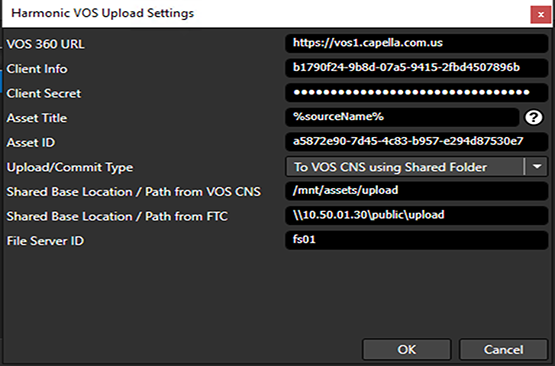 Harmonic VOS Upload Settings
x
VOS 360 URL https://vos1.capella.com.us
Client Info b1790f24-9b8d-07a5-9415-2fbd4507896b
Client Secret ••••••••••••••••••••••••••••••••
Asset Title %sourceName% ?
Asset ID a5872e90-7d45-4c83-b957-e294d87530e7
Upload/Commit Type To VOS CNS using Shared Folder
Shared Base Location / Path from VOS CNS /mnt/assets/upload
Shared Base Location / Path from FTC \\10.50.01.30\public\upload
File Server ID fs01
OK Cancel